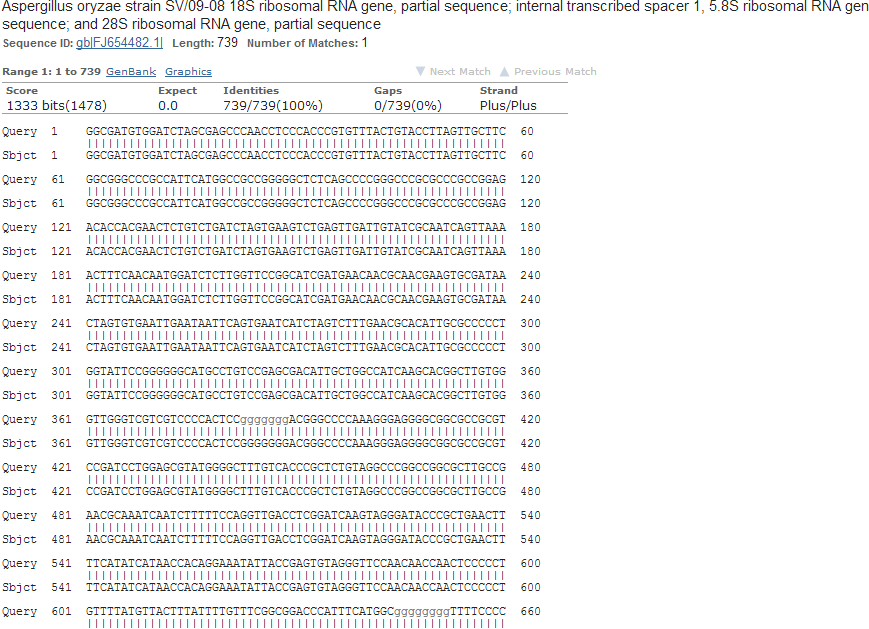 Aspergillus oryzae strain SV/09-08 18S ribosomal RNA gene, partial sequence; internal transcribed spacer 1, 5.8S ribosomal RNA gen
sequence; and 28S ribosomal RNA gene, partial sequence
Sequence ID: gb|FJ654482.1| Length: 739 Number of Matches: 1
Range 1: 1 to 739 GenBank Graphics ▼ Next Match ▲ Previous Match
Score Expect Identities Gaps Strand
1333 bits(1478) 0.0 739/739(100%) 0/739(0%) Plus/Plus
Query 1 GGCGATGTGGATCTAGCGAGCCCAACCTCCCACCCGTGTTTACTGTACCTTAGTTGCTTC 60
Sbjct 1 GGCGATGTGGATCTAGCGAGCCCAACCTCCCACCCGTGTTTACTGTACCTTAGTTGCTTC 60
Query 61 GGCGGGCCCGCCATTCATGGCCGCCGGGGGCTCTCAGCCCCGGGCCCGCGCCCGCCGGAG 120
Sbjct 61 GGCGGGCCCGCCATTCATGGCCGCCGGGGGCTCTCAGCCCCGGGCCCGCGCCCGCCGGAG 120
Query 121 ACACCACGAACTCTGTCTGATCTAGTGAAGTCTGAGTTGATTGTATCGCAATCAGTTAAA 180
Sbjct 121 ACACCACGAACTCTGTCTGATCTAGTGAAGTCTGAGTTGATTGTATCGCAATCAGTTAAA 180
Query 181 ACTTTCAACAATGGATCTCTTGGTTCCGGCATCGATGAACAACGCAACGAAGTGCGATAA 240
Sbjct 181 ACTTTCAACAATGGATCTCTTGGTTCCGGCATCGATGAACAACGCAACGAAGTGCGATAA 240
Query 241 CTAGTGTGAATTGAATAATTCAGTGAATCATCTAGTCTTTGAACGCACATTGCGCCCCCT 300
Sbjct 241 CTAGTGTGAATTGAATAATTCAGTGAATCATCTAGTCTTTGAACGCACATTGCGCCCCCT 300
Query 301 GGTATTCCGGGGGGCATGCCTGTCCGAGCGACATTGCTGGCCATCAAGCACGGCTTGTGG 360
Sbjct 301 GGTATTCCGGGGGGCATGCCTGTCCGAGCGACATTGCTGGCCATCAAGCACGGCTTGTGG 360
Query 361 GTTGGGTCGTCGTCCCCACTCCgggggggACGGGCCCCAAAGGGAGGGGCGGCGCCGCGT 420
Sbjct 361 GTTGGGTCGTCGTCCCCACTCCGGGGGGGACGGGCCCCAAAGGGAGGGGCGGCGCCGCGT 420
Query 421 CCGATCCTGGAGCGTATGGGGCTTTGTCACCCGCTCTGTAGGCCCGGCCGGCGCTTGCCG 480
Sbjct 421 CCGATCCTGGAGCGTATGGGGCTTTGTCACCCGCTCTGTAGGCCCGGCCGGCGCTTGCCG 480
Query 481 AACGCAAATCAATCTTTTTCCAGGTTGACCTCGGATCAAGTAGGGATACCCGCTGAACTT 540
Sbjct 481 AACGCAAATCAATCTTTTTCCAGGTTGACCTCGGATCAAGTAGGGATACCCGCTGAACTT 540
Query 541 TTCATATCATAACCACAGGAAATATTACCGAGTGTAGGGTTCCAACAACCAACTCCCCCT 600
Sbjct 541 TTCATATCATAACCACAGGAAATATTACCGAGTGTAGGGTTCCAACAACCAACTCCCCCT 600
Query 601 GTTTTATGTTACTTTATTTTGTTTCGGCGGACCCATTTCATGGCggggggggTTTTCCCC 660